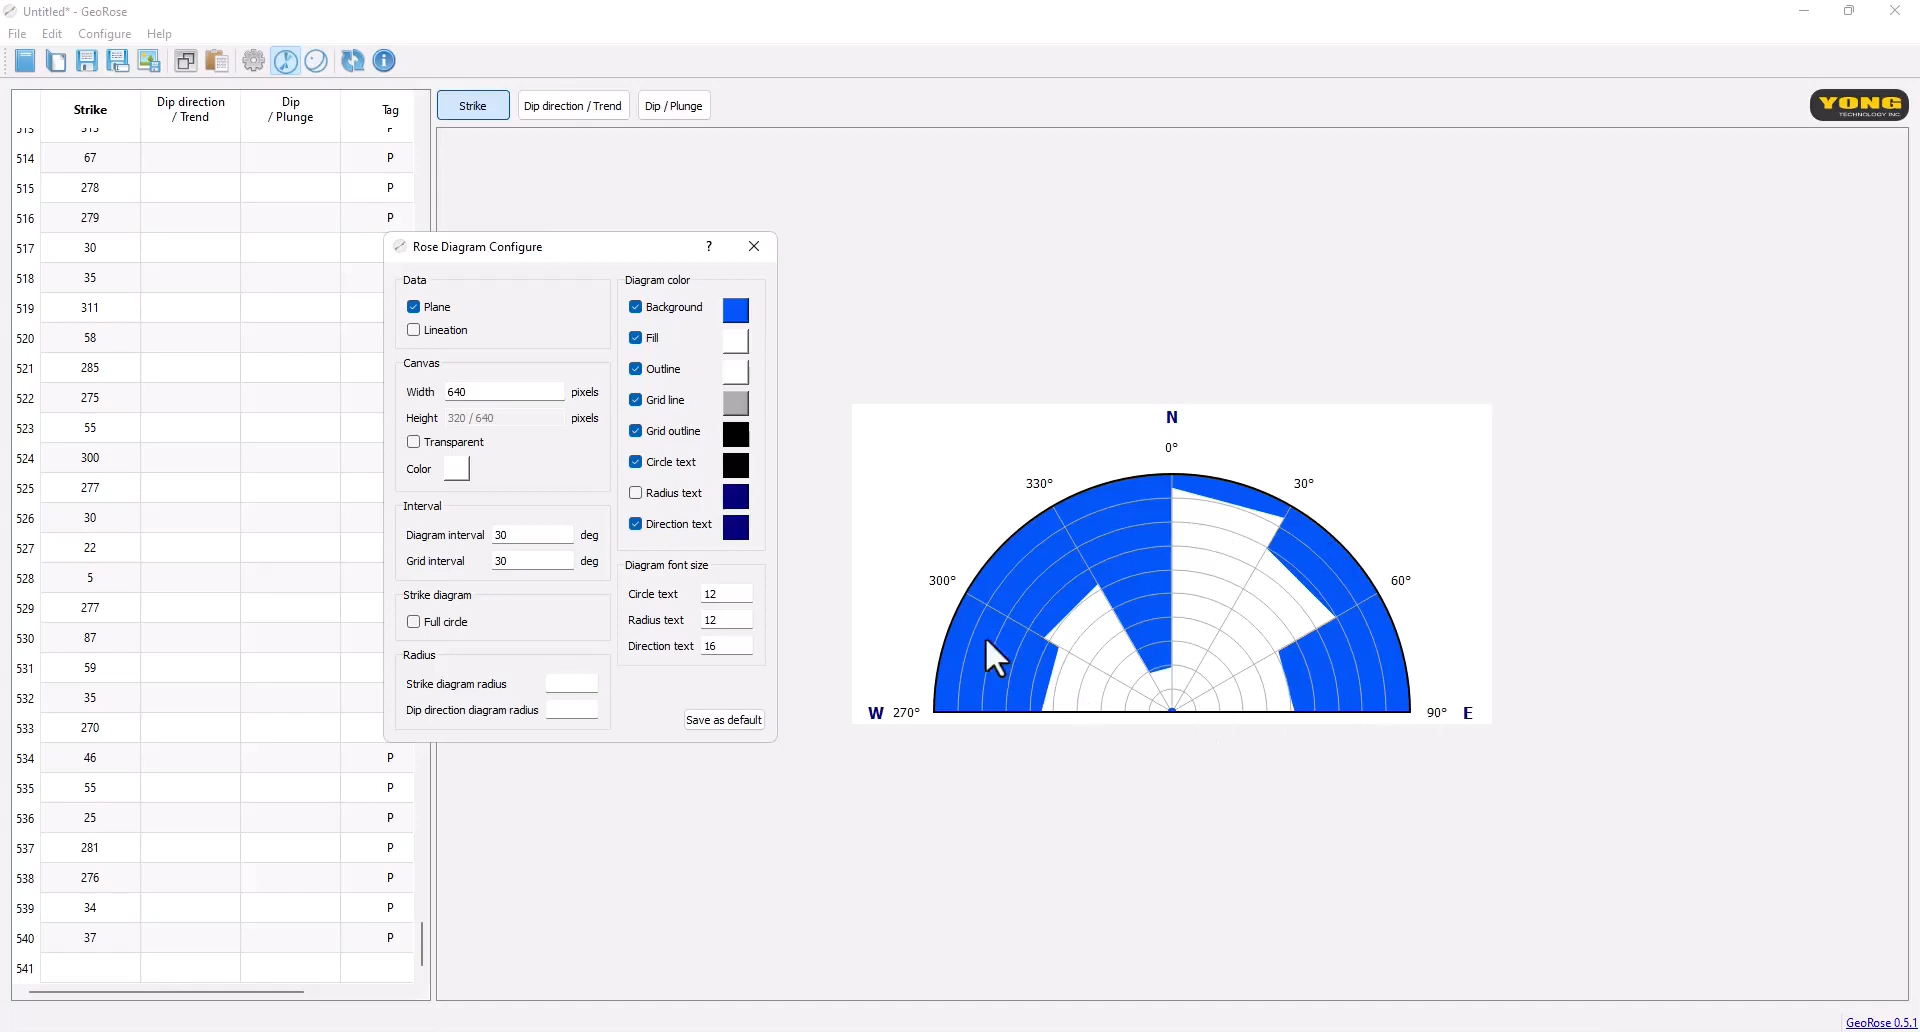 Untitled* - GeoRose
File Edit Configure Help
Strike
Dip direction / Trend
Dip / Plunge
Tag
Strike
Dip direction / Trend
Dip / Plunge
YONG
TECHNOLOGY INC.
513 315 P
514 67 P
515 278 P
516 279 P
517 30
518 35
519 311
520 58
521 285
522 275
523 55
524 300
525 277
526 30
527 22
528 5
529 277
530 87
531 59
532 35
533 270
534 46 P
535 55 P
536 25 P
537 281 P
538 276 P
539 34 P
540 37 P
541
Rose Diagram Configure ?
Data
Plane
Lineation
Canvas
Width 640 pixels
Height 320 / 640 pixels
Transparent
Color
Interval
Diagram interval 30 deg
Grid interval 30 deg
Strike diagram
Full circle
Radius
Strike diagram radius
Dip direction diagram radius
Diagram color
Background
Fill
Outline
Grid line
Grid outline
Circle text
Radius text
Direction text
Diagram font size
Circle text 12
Radius text 12
Direction text 16
Save as default
N
0°
330°
30°
300°
60°
W 270°
90° E
GeoRose 0.5.1